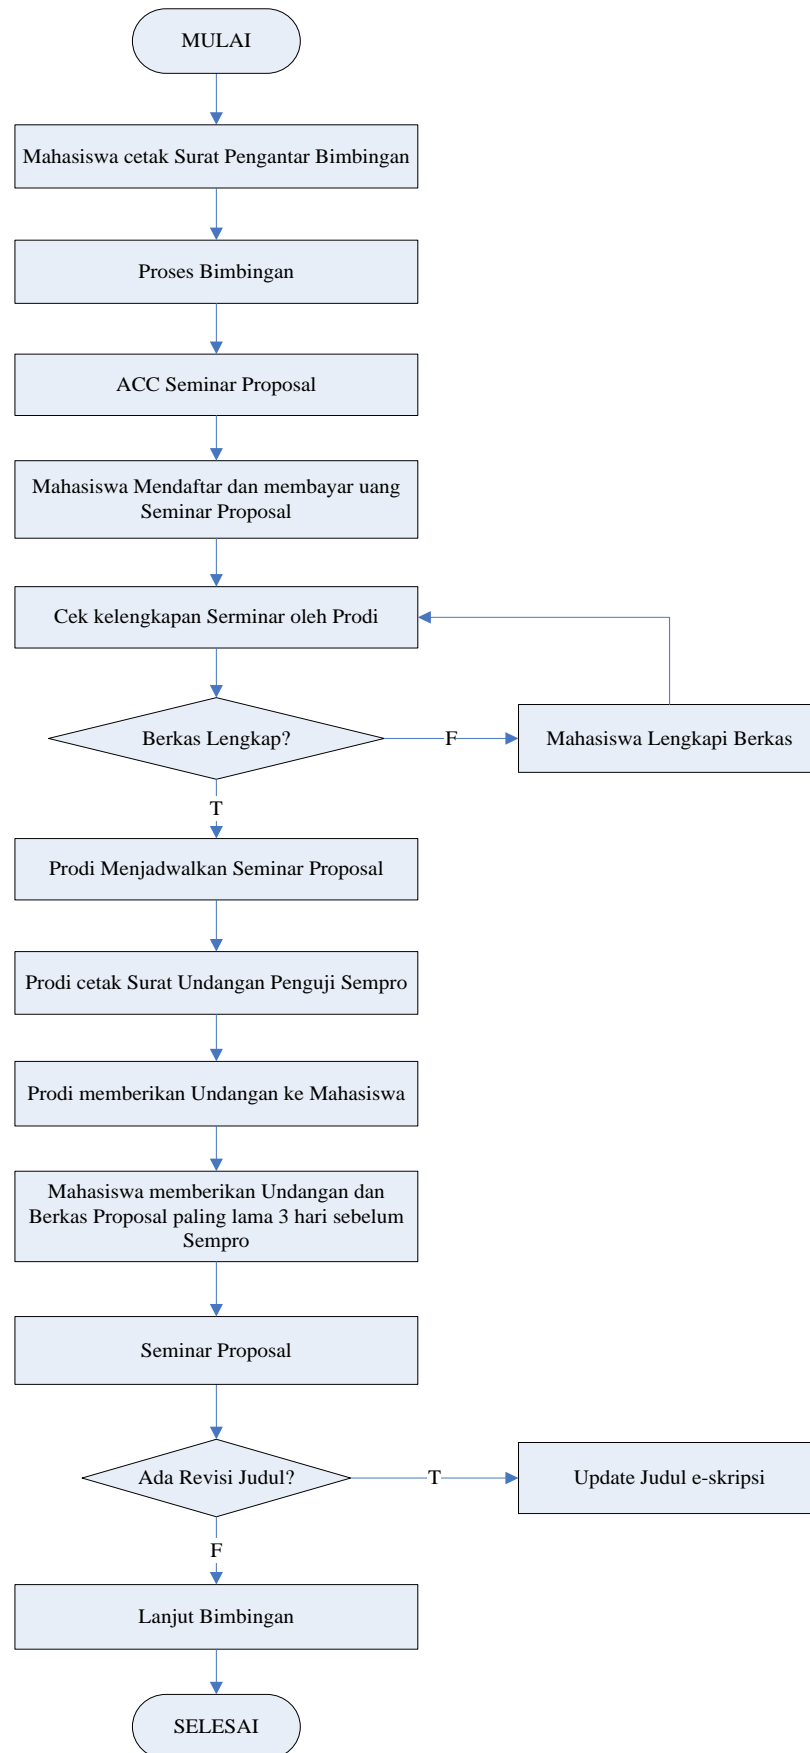 MULAI
Mahasiswa cetak Surat Pengantar Bimbingan
Proses Bimbingan
ACC Seminar Proposal
Mahasiswa Mendaftar dan membayar uang
Seminar Proposal
Cek kelengkapan Serminar oleh Prodi
Berkas Lengkap?
F
Mahasiswa Lengkapi Berkas
T
Prodi Menjadwalkan Seminar Proposal
Prodi cetak Surat Undangan Penguji Sempro
Prodi memberikan Undangan ke Mahasiswa
Mahasiswa memberikan Undangan dan
Berkas Proposal paling lama 3 hari sebelum
Sempro
Seminar Proposal
Ada Revisi Judul?
T
Update Judul e-skripsi
F
Lanjut Bimbingan
SELESAI